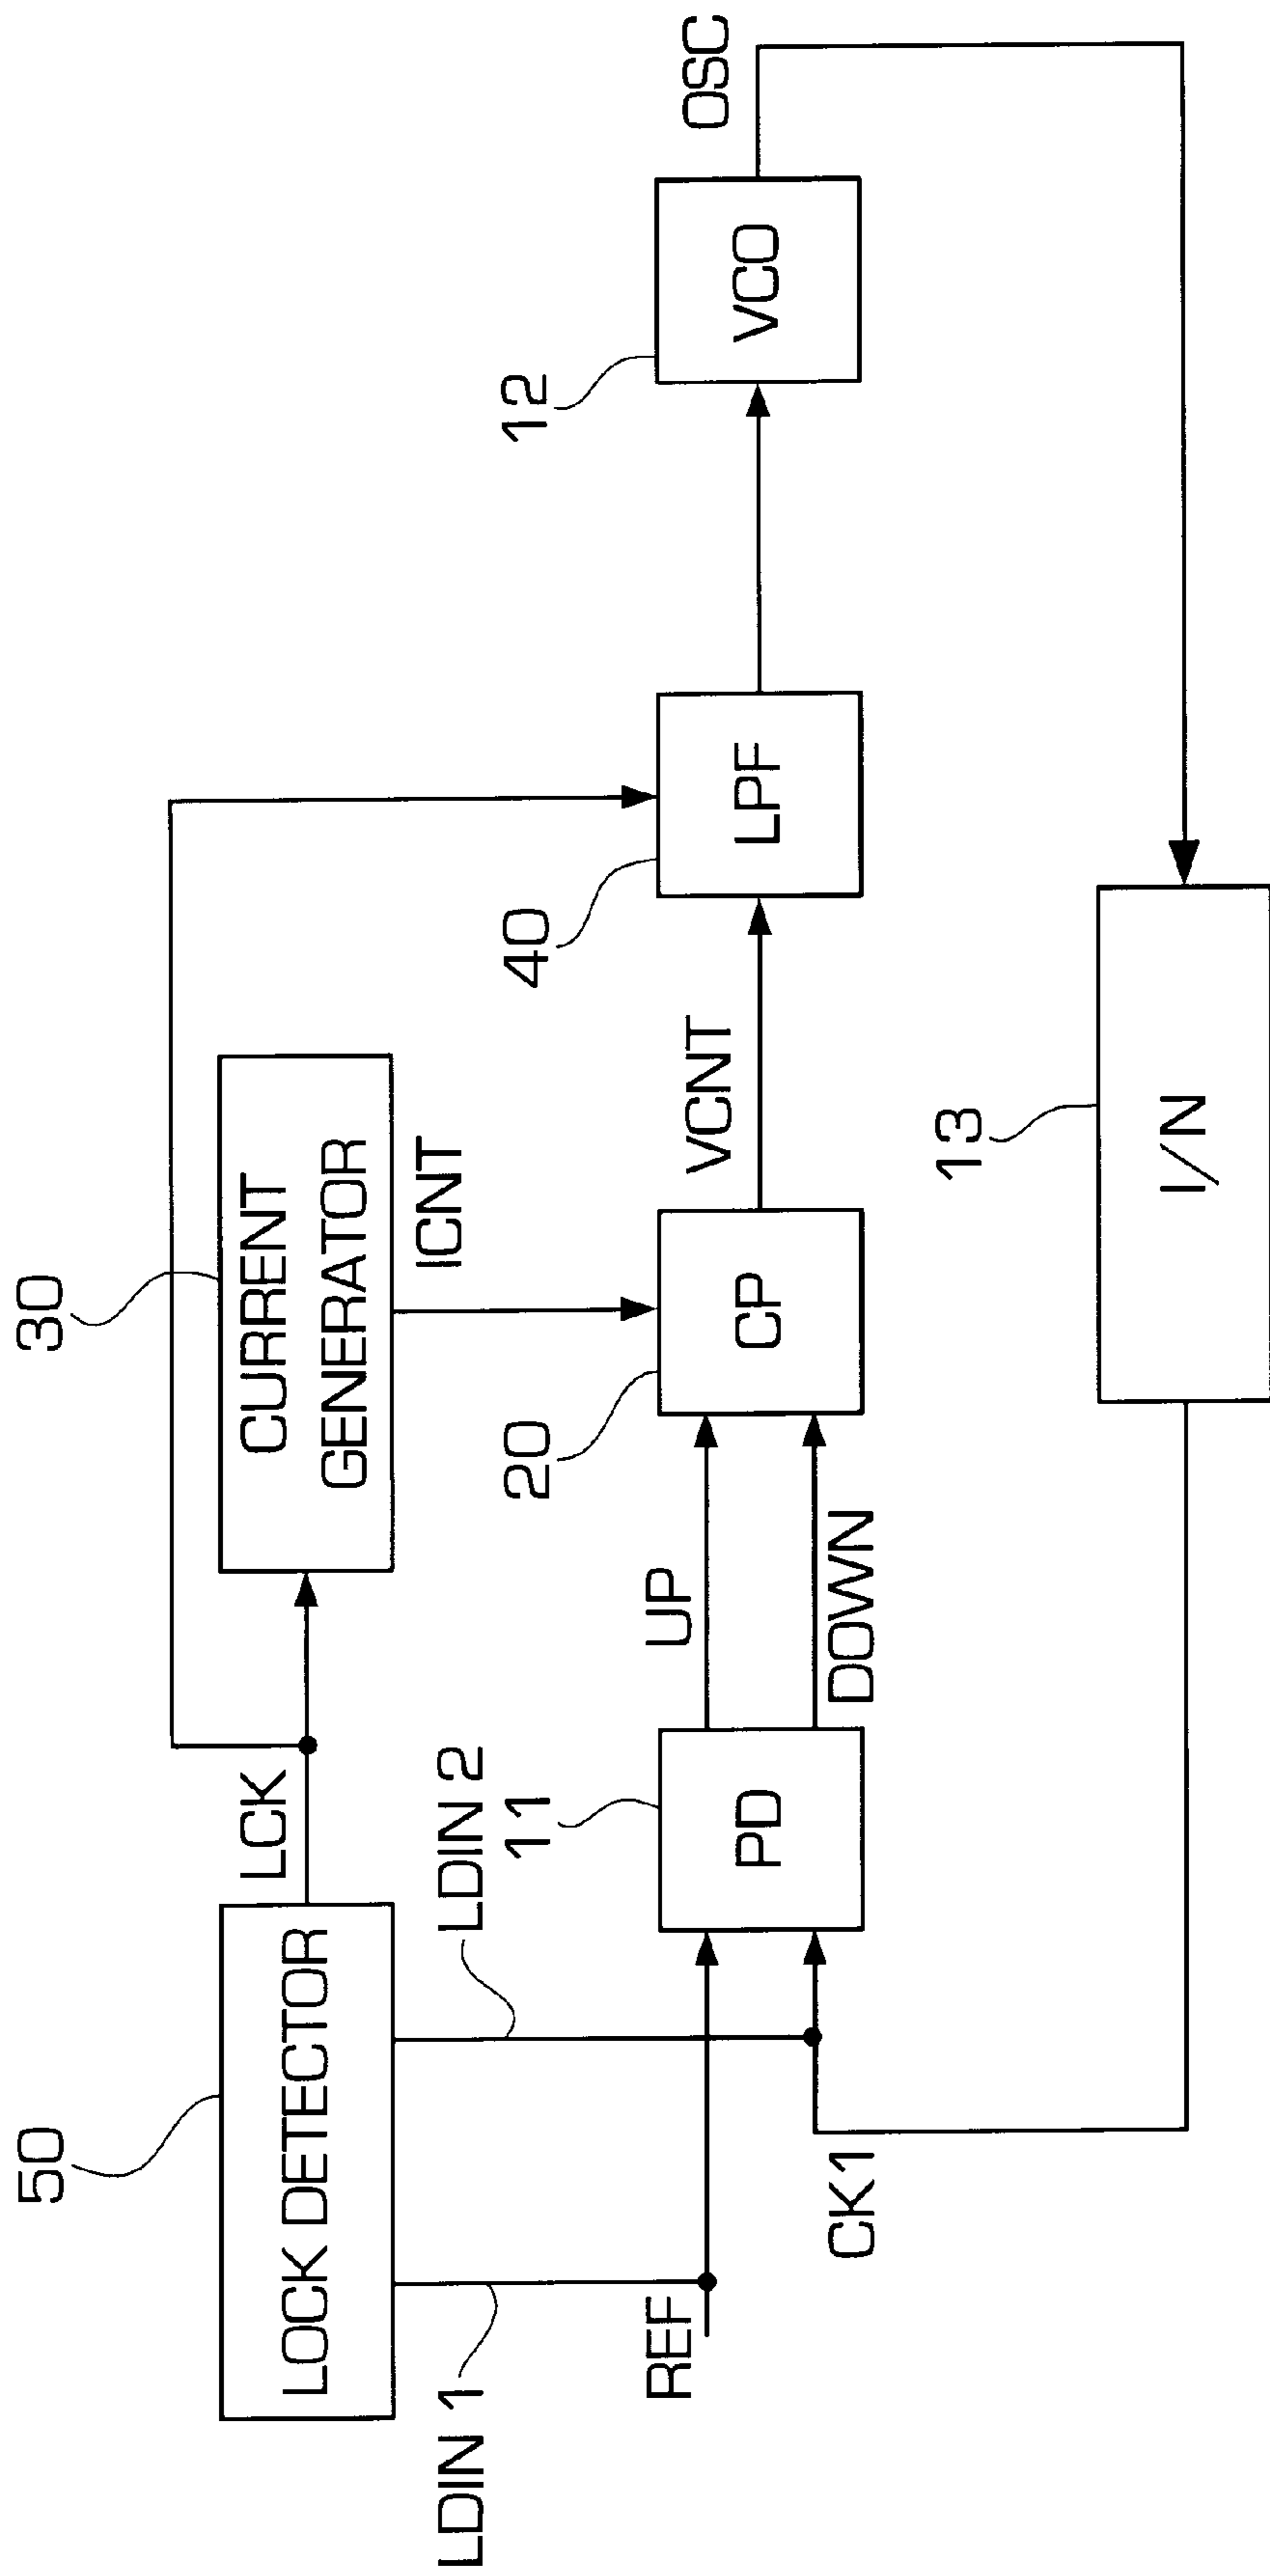 50
30
LOCK DETECTOR
LCK
CURRENT
GENERATOR
ICNT
LDIN 1
LDIN 2
11
20
40
12
REF
UP
VCNT
OSC
PD
CP
LPF
VCO
CK1
DOWN
13
I/N